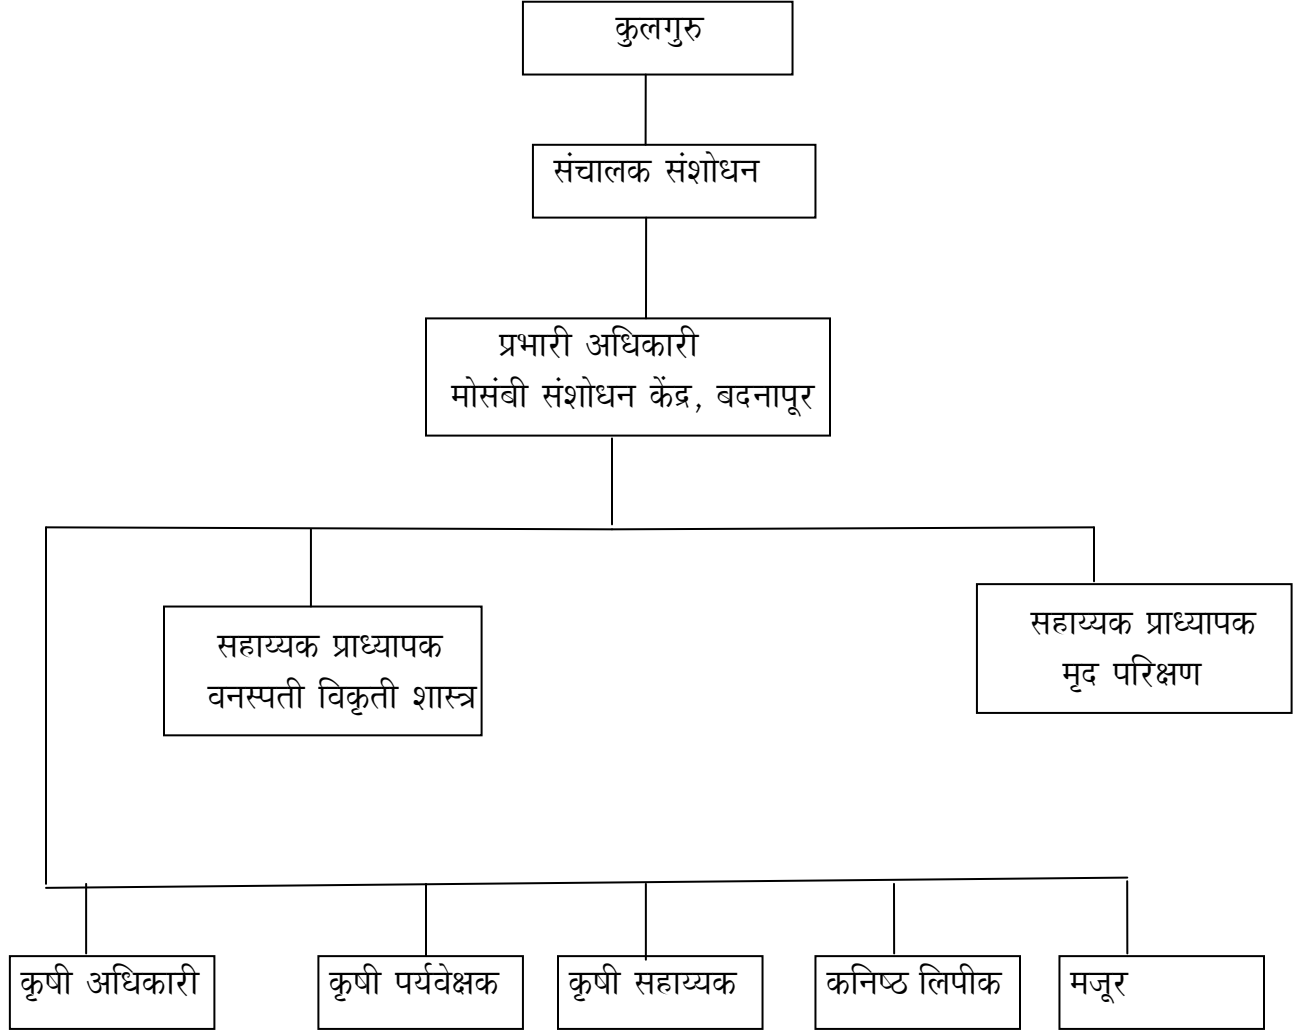 कुलगुरु
संचालक संशोधन
प्रभारी अधिकारी
मोसंबी संशोधन केंद्र, बदनापूर
सहाय्यक प्राध्यापक
वनस्पती विकृती शास्त्र
सहाय्यक प्राध्यापक
मृद परिक्षण
कृषी अधिकारी
कृषी पर्यवेक्षक
कृषी सहाय्यक
कनिष्ठ लिपीक
मजूर